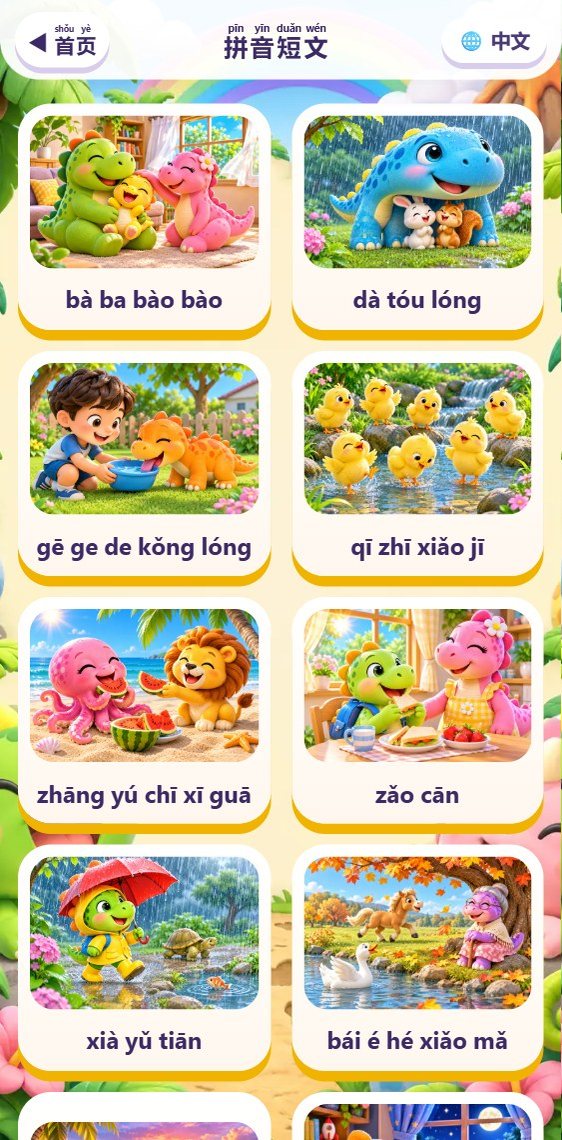 shǒu yè
◀ 首页
pīn yīn duǎn wén
拼音短文
🌐 中文
bà ba bào bào
dà tóu lóng
gē ge de kǒng lóng
qī zhī xiǎo jī
zhāng yú chī xī guā
zǎo cān
xià yǔ tiān
bái é hé xiǎo mǎ